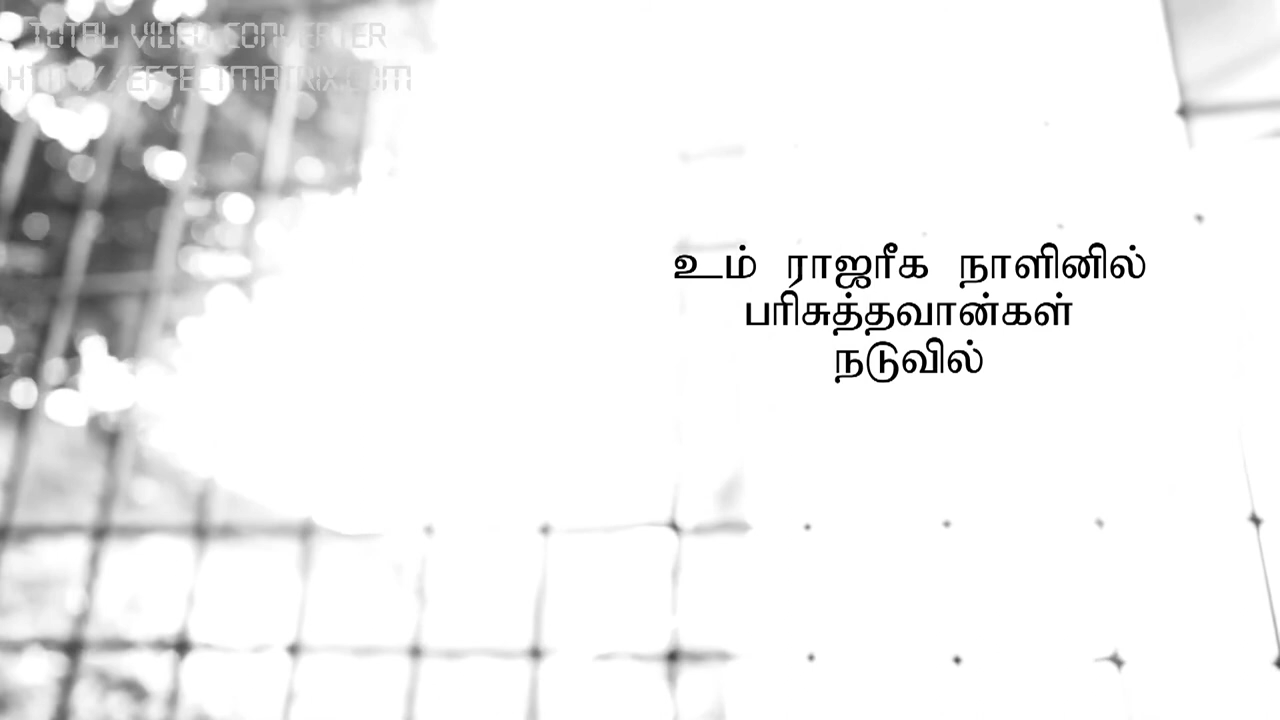 TOTAL VIDEO CONVERTER
HTTP://EFFECTMATRIX.COM
உம் ராஜரீக நாளினில்
பரிசுத்தவான்கள்
நடுவில்